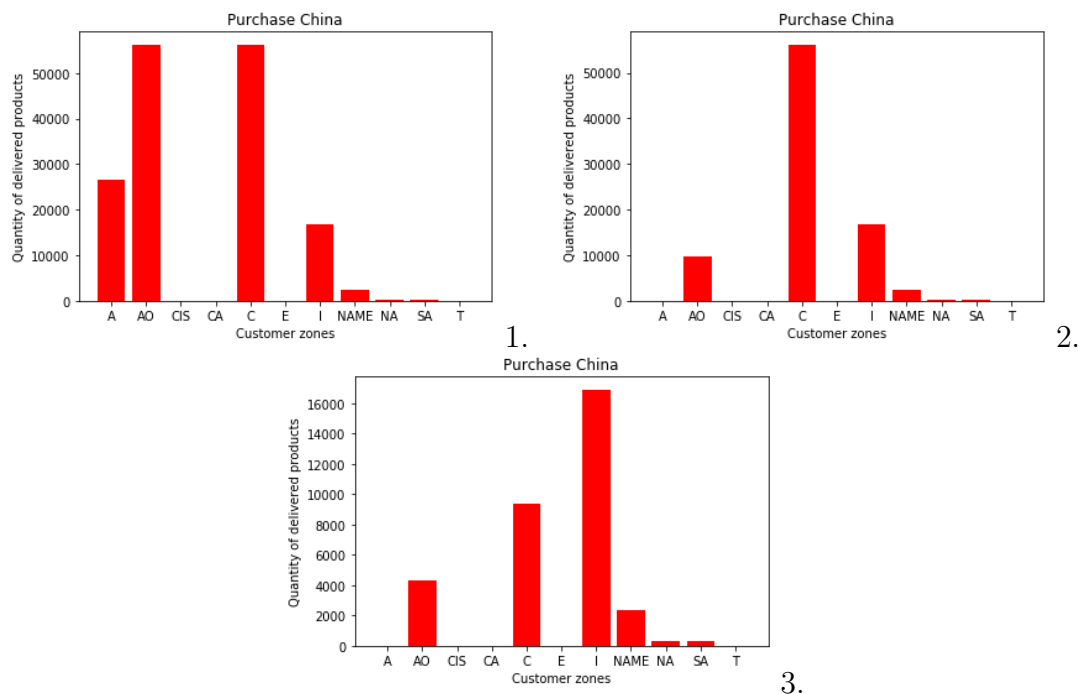 Purchase China
Quantity of delivered products
50000
40000
30000
20000
10000
0
A AO CIS CA C E I NAME NA SA T
Customer zones
1.
Purchase China
Quantity of delivered products
50000
40000
30000
20000
10000
0
A AO CIS CA C E I NAME NA SA T
Customer zones
2.
Purchase China
Quantity of delivered products
16000
14000
12000
10000
8000
6000
4000
2000
0
A AO CIS CA C E I NAME NA SA T
Customer zones
3.